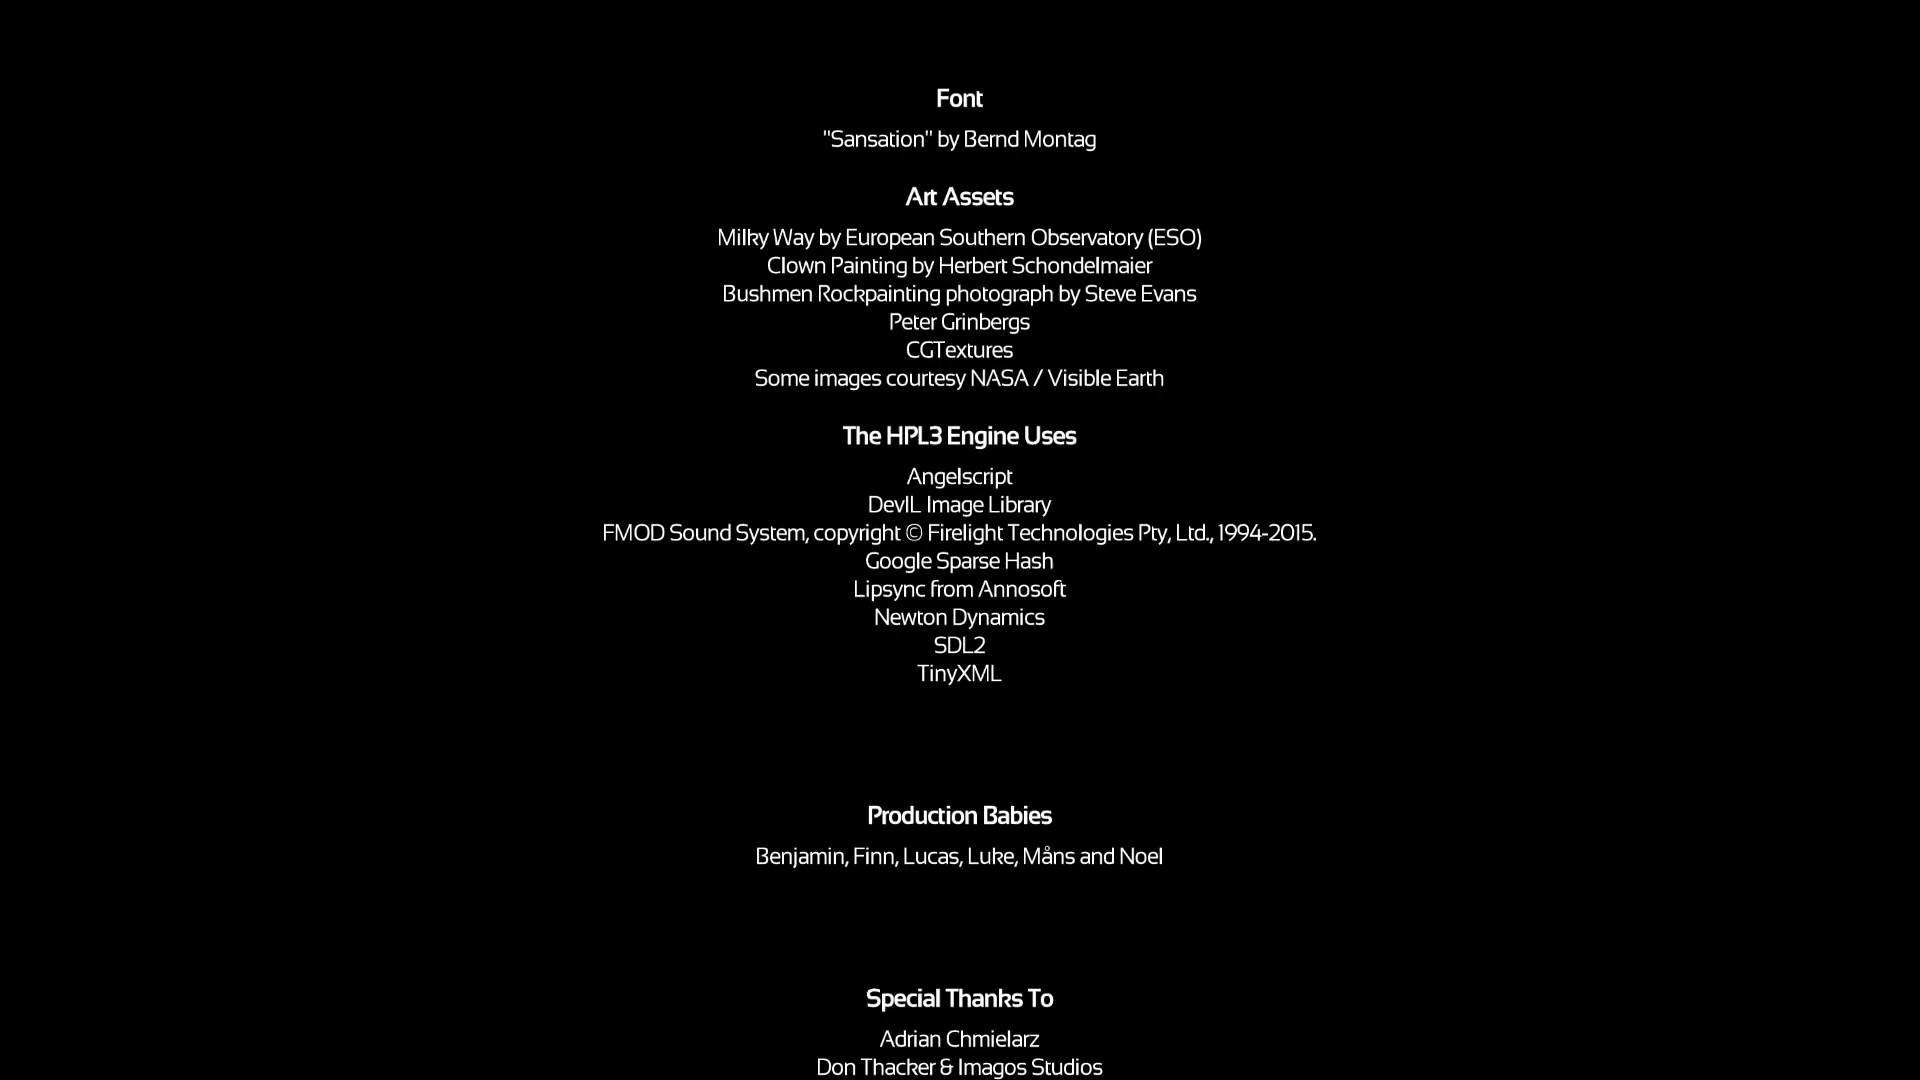 Font
"Sansation" by Bernd Montag
Art Assets
Milky Way by European Southern Observatory (ESO)
Clown Painting by Herbert Schondelmaier
Bushmen Rockpainting photograph by Steve Evans
Peter Grinbergs
CGTextures
Some images courtesy NASA / Visible Earth
The HPL3 Engine Uses
Angelscript
DevIL Image Library
FMOD Sound System, copyright © Firelight Technologies Pty, Ltd., 1994-2015.
Google Sparse Hash
Lipsync from Annosoft
Newton Dynamics
SDL2
TinyXML
Production Babies
Benjamin, Finn, Lucas, Luke, Måns and Noel
Special Thanks To
Adrian Chmielarz
Don Thacker & Imagos Studios